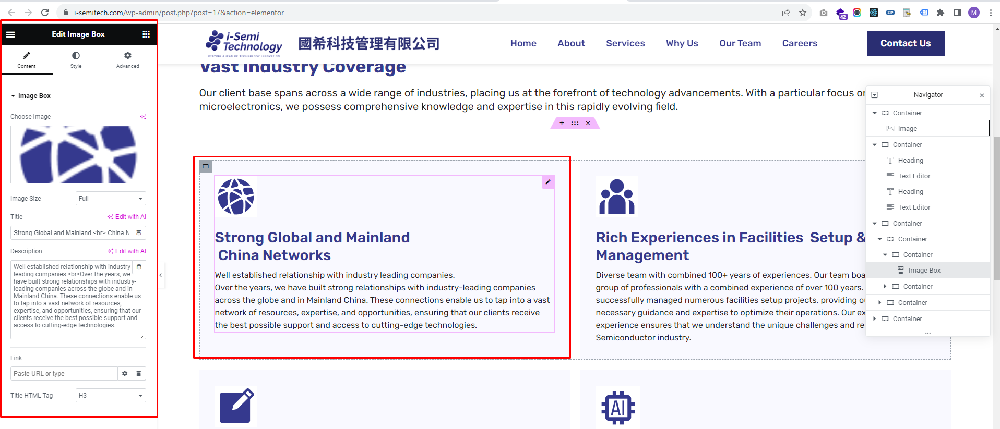 i-semitech.com/wp-admin/post.php?post=17&action=elementor
42
ZIP
M
Edit Image Box
Content
Style
Advanced
Image Box
Choose Image
Image Size
Full
Title
Edit with AI
Strong Global and Mainland <br> China N
Description
Edit with AI
Well established relationship with industry
leading companies.<br>Over the years, we
have built strong relationships with industry-
leading companies across the globe and in
Mainland China. These connections enable us
to tap into a vast network of resources,
expertise, and opportunities, ensuring that our
clients receive the best possible support and
access to cutting-edge technologies.
Link
Paste URL or type
Title HTML Tag
H3
i-Semi
Technology
STAYING AHEAD OF TECHNOLOGY INNOVATION
國希科技管理有限公司
Home
About
Services
Why Us
Our Team
Careers
Contact Us
Vast Industry Coverage
Our client base spans across a wide range of industries, placing us at the forefront of technology advancements. With a particular focus on
microelectronics, we possess comprehensive knowledge and expertise in this rapidly evolving field.
Strong Global and Mainland
China Networks
Well established relationship with industry leading companies.
Over the years, we have built strong relationships with industry-leading companies
across the globe and in Mainland China. These connections enable us to tap into a vast
network of resources, expertise, and opportunities, ensuring that our clients receive
the best possible support and access to cutting-edge technologies.
Rich Experiences in Facilities Setup &
Management
Diverse team with combined 100+ years of experiences. Our team boa
group of professionals with a combined experience of over 100 years.
successfully managed numerous facilities setup projects, providing ou
necessary guidance and expertise to optimize their operations. Our ex
experience ensures that we understand the unique challenges and re
Semiconductor industry.
AI
Navigator
Container
Image
Container
Heading
Text Editor
Heading
Text Editor
Container
Container
Container
Image Box
Container
Container
Container